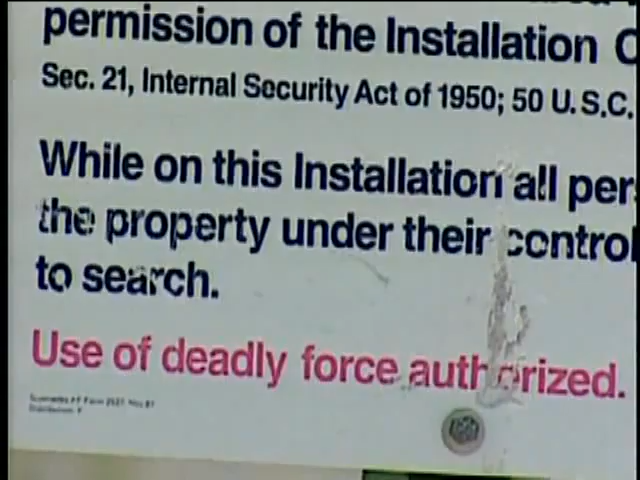 permission of the Installation C
Sec. 21, Internal Security Act of 1950; 50 U.S.C.
While on this Installation all per
the property under their control
to search.
Use of deadly force authorized.